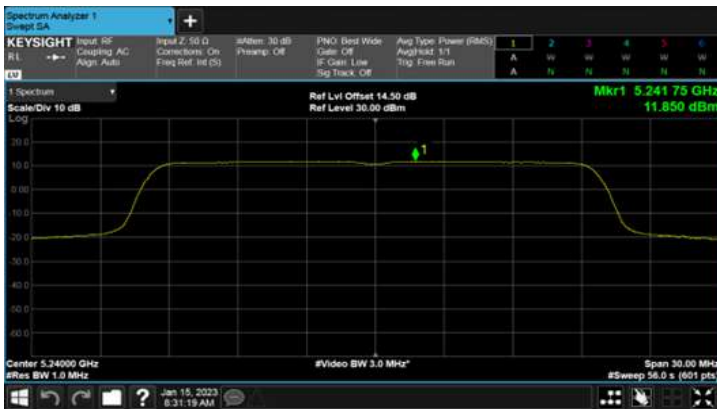 Spectrum Analyzer 1
Swept SA
+
KEYSIGHT Input: RF Input Z: 50 Ω #Atten: 30 dB PNO: Best Wide Avg Type: Power (RMS) 1 2 3 4 5 6
RL Coupling: AC Corrections: On Preamp: Off Gate: Off Avg|Hold: 1/1 A W W W W W
Align: Auto Freq Ref: Int (S) IF Gain: Low Trig: Free Run
Sig Track: Off A N N N N N
1 Spectrum
Scale/Div 10 dB
Ref Lvl Offset 14.50 dB
Ref Level 30.00 dBm
Mkr1 5.241 75 GHz
11.850 dBm
Log
20.0
1
10.0
0.00
-10.0
-20.0
-30.0
-40.0
-50.0
-60.0
Center 5.24000 GHz #Video BW 3.0 MHz* Span 30.00 MHz
#Res BW 1.0 MHz #Sweep 56.0 s (601 pts)
? Jan 15, 2023
8:31:19 AM